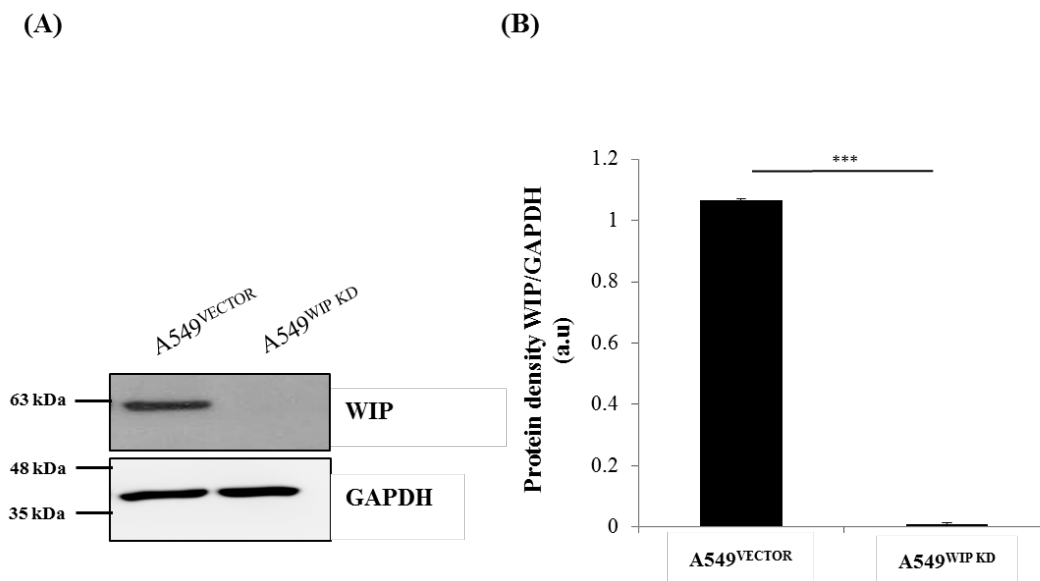 (A)
A549VECTOR
A549WIP KD
63 kDa
WIP
48 kDa
GAPDH
35 kDa
(B)
Protein density WIP/GAPDH
(a.u)
1.2
1
0.8
0.6
0.4
0.2
0
***
A549VECTOR
A549WIP KD